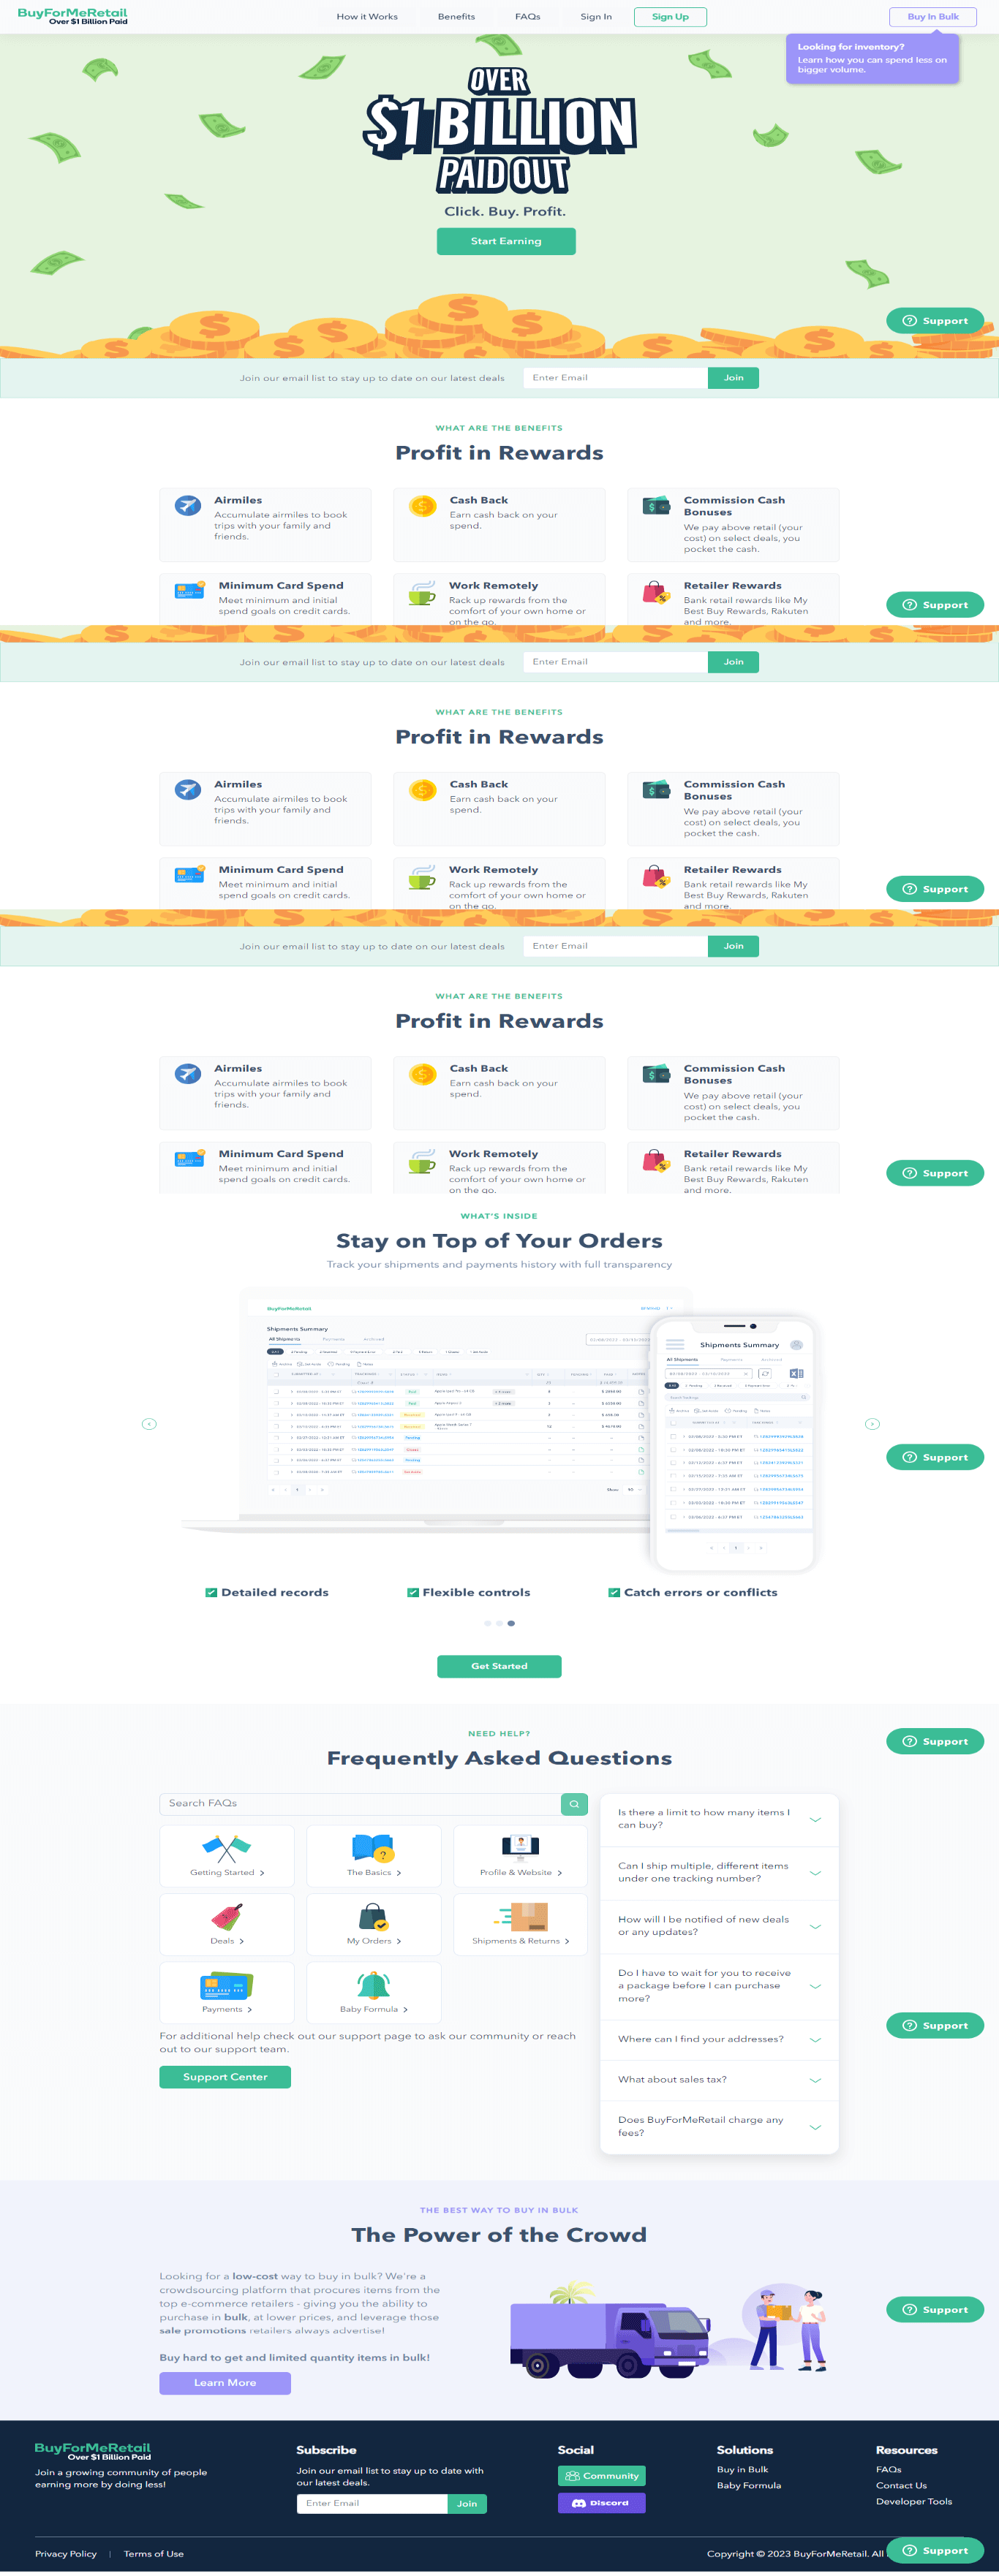 BuyForMeRetail
Over $1 Billion Paid
How it Works
Benefits
FAQs
Sign In
Sign Up
Buy In Bulk
Looking for inventory?
Learn how you can spend less on
bigger volume.
OVER
$1 BILLION
PAID OUT
Click. Buy. Profit.
Start Earning
Support
Join our email list to stay up to date on our latest deals
Enter Email
Join
WHAT ARE THE BENEFITS
Profit in Rewards
Airmiles
Accumulate airmiles to book
trips with your family and
friends.
Cash Back
Earn cash back on your
spend.
Commission Cash
Bonuses
We pay above retail (your
cost) on select deals, you
pocket the cash.
Minimum Card Spend
Meet minimum and initial
spend goals on credit cards.
Work Remotely
Rack up rewards from the
comfort of your own home or
on the go.
Retailer Rewards
Bank retail rewards like My
Best Buy Rewards, Rakuten
and more.
Support
Join our email list to stay up to date on our latest deals
Enter Email
Join
WHAT ARE THE BENEFITS
Profit in Rewards
Airmiles
Accumulate airmiles to book
trips with your family and
friends.
Cash Back
Earn cash back on your
spend.
Commission Cash
Bonuses
We pay above retail (your
cost) on select deals, you
pocket the cash.
Minimum Card Spend
Meet minimum and initial
spend goals on credit cards.
Work Remotely
Rack up rewards from the
comfort of your own home or
on the go.
Retailer Rewards
Bank retail rewards like My
Best Buy Rewards, Rakuten
and more.
Support
Join our email list to stay up to date on our latest deals
Enter Email
Join
WHAT ARE THE BENEFITS
Profit in Rewards
Airmiles
Accumulate airmiles to book
trips with your family and
friends.
Cash Back
Earn cash back on your
spend.
Commission Cash
Bonuses
We pay above retail (your
cost) on select deals, you
pocket the cash.
Minimum Card Spend
Meet minimum and initial
spend goals on credit cards.
Work Remotely
Rack up rewards from the
comfort of your own home or
on the go.
Retailer Rewards
Bank retail rewards like My
Best Buy Rewards, Rakuten
and more.
Support
WHAT'S INSIDE
Stay on Top of Your Orders
Track your shipments and payments history with full transparency
BuyForMeRetail
Shipments Summary
All Shipments
Payments
Archived
Shipments Summary
All Shipments
Payments
Archived
Support
Detailed records
Flexible controls
Catch errors or conflicts
Get Started
NEED HELP?
Frequently Asked Questions
Support
Search FAQs
Getting Started
The Basics
Profile & Website
Deals
My Orders
Shipments & Returns
Payments
Baby Formula
For additional help check out our support page to ask our community or reach
out to our support team.
Support Center
Is there a limit to how many items I
can buy?
Can I ship multiple, different items
under one tracking number?
How will I be notified of new deals
or any updates?
Do I have to wait for you to receive
a package before I can purchase
more?
Where can I find your addresses?
What about sales tax?
Does BuyForMeRetail charge any
fees?
Support
THE BEST WAY TO BUY IN BULK
The Power of the Crowd
Looking for a low-cost way to buy in bulk? We're a
crowdsourcing platform that procures items from the
top e-commerce retailers - giving you the ability to
purchase in bulk, at lower prices, and leverage those
sale promotions retailers always advertise!
Buy hard to get and limited quantity items in bulk!
Learn More
Support
BuyForMeRetail
Over $1 Billion Paid
Join a growing community of people
earning more by doing less!
Subscribe
Join our email list to stay up to date with
our latest deals.
Enter Email
Join
Social
Community
Discord
Solutions
Buy in Bulk
Baby Formula
Resources
FAQs
Contact Us
Developer Tools
Privacy Policy | Terms of Use
Copyright © 2023 BuyForMeRetail. All
Support